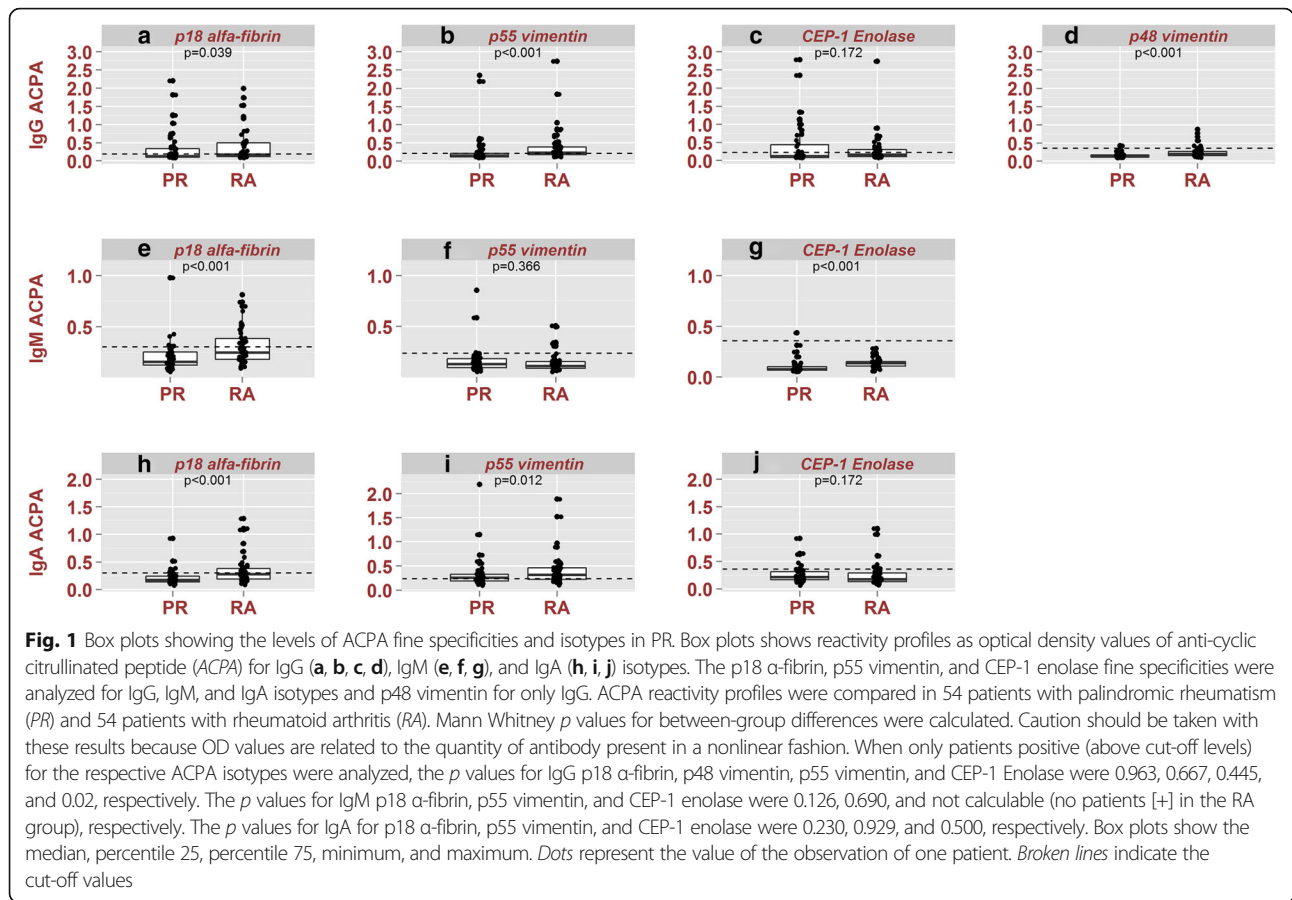 a p18 alfa-fibrin
p=0.039
b p55 vimentin
p<0.001
c CEP-1 Enolase
p=0.172
d p48 vimentin
p<0.001
IgG ACPA
3.0
2.5
2.0
1.5
1.0
0.5
0.0
3.0
2.5
2.0
1.5
1.0
0.5
0.0
3.0
2.5
2.0
1.5
1.0
0.5
0.0
3.0
2.5
2.0
1.5
1.0
0.5
0.0
PR RA
PR RA
PR RA
PR RA
e p18 alfa-fibrin
p<0.001
f p55 vimentin
p=0.366
g CEP-1 Enolase
p<0.001
IgM ACPA
1.0
0.5
1.0
0.5
1.0
0.5
0.0
PR RA
PR RA
PR RA
h p18 alfa-fibrin
p<0.001
i p55 vimentin
p=0.012
j CEP-1 Enolase
p=0.172
IgA ACPA
2.0
1.5
1.0
0.5
0.0
2.0
1.5
1.0
0.5
0.0
2.0
1.5
1.0
0.5
0.0
PR RA
PR RA
PR RA
Fig. 1 Box plots showing the levels of ACPA fine specificities and isotypes in PR. Box plots shows reactivity profiles as optical density values of anti-cyclic
citrullinated peptide (ACPA) for IgG (a, b, c, d), IgM (e, f, g), and IgA (h, i, j) isotypes. The p18 α-fibrin, p55 vimentin, and CEP-1 enolase fine specificities were
analyzed for IgG, IgM, and IgA isotypes and p48 vimentin for only IgG. ACPA reactivity profiles were compared in 54 patients with palindromic rheumatism
(PR) and 54 patients with rheumatoid arthritis (RA). Mann Whitney p values for between-group differences were calculated. Caution should be taken with
these results because OD values are related to the quantity of antibody present in a nonlinear fashion. When only patients positive (above cut-off levels)
for the respective ACPA isotypes were analyzed, the p values for IgG p18 α-fibrin, p48 vimentin, p55 vimentin, and CEP-1 Enolase were 0.963, 0.667, 0.445,
and 0.02, respectively. The p values for IgM p18 α-fibrin, p55 vimentin, and CEP-1 enolase were 0.126, 0.690, and not calculable (no patients [+] in the RA
group), respectively. The p values for IgA for p18 α-fibrin, p55 vimentin, and CEP-1 enolase were 0.230, 0.929, and 0.500, respectively. Box plots show the
median, percentile 25, percentile 75, minimum, and maximum. Dots represent the value of the observation of one patient. Broken lines indicate the
cut-off values